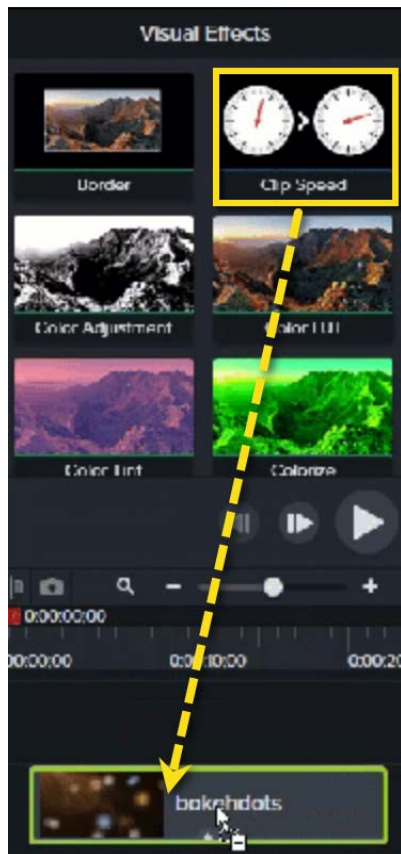 Visual Effects
Border
Clip Speed
Color Adjustment
Color LUT
Color Tint
Colorize
0:00:00;00
00:00;00
0:00:10;00
0:00:20
bokehdots